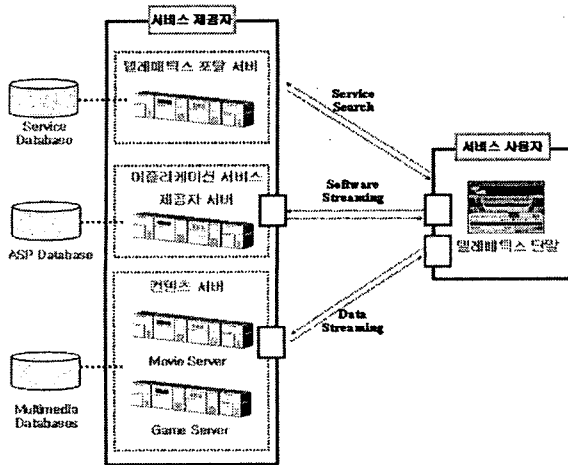 서비스 제공자
텔레매틱스 포탈 서버
Service
Database
Service
Search
서비스 사용자
어플리케이션 서비스
제공자 서버
Software
Streaming
ASP Database
텔레매틱스 단말
컨텐츠 서버
Data
Streaming
Movie Server
Multimedia
Databases
Game Server